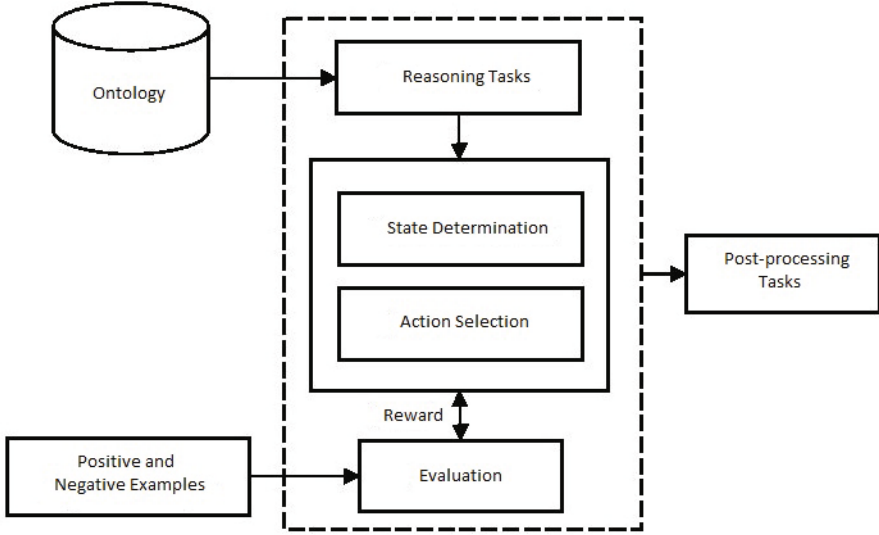 Ontology
Reasoning Tasks
State Determination
Action Selection
Post-processing
Tasks
Reward
Positive and
Negative Examples
Evaluation